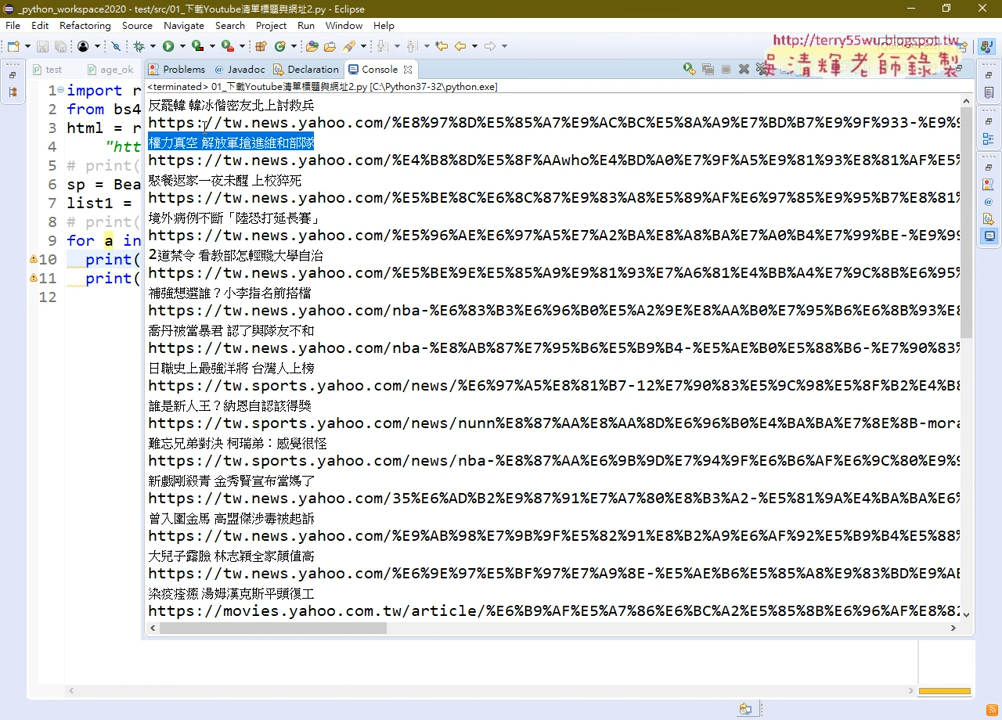 _python_workspace2020 - test/src/01_下載Youtube清單標題與網址2.py - Eclipse
File Edit Refactoring Source Navigate Search Project Run Window Help
http://terry55wu.blogspot.tw
吳清輝老師錄製
test
age_ok
Problems
Javadoc
Declaration
Console
<terminated> 01_下載Youtube清單標題與網址2.py [C:\Python37-32\python.exe]
1 import r
2 from bs4
3 html = r
4 "htt
5 # print(
6 sp = Bea
7 list1 =
8 # print(
9 for a in
10 print(
11 print(
12
反罷韓 韓冰偕密友北上討救兵
https://tw.news.yahoo.com/%E8%97%8D%E5%85%A7%E9%AC%BC%E5%8A%A9%E7%BD%B7%E9%9F%933-%E9%9
權力真空 解放軍搶進維和部隊
https://tw.news.yahoo.com/%E4%B8%8D%E5%8F%AAwho%E4%BD%A0%E7%9F%A5%E9%81%93%E8%81%AF%E5%
聚餐返家一夜未醒 上校猝死
https://tw.news.yahoo.com/%E5%BE%8C%E6%8C%87%E9%83%A8%E5%89%AF%E6%97%85%E9%95%B7%E8%81%
境外病例不斷「陸恐打延長賽」
https://tw.news.yahoo.com/%E5%96%AE%E6%97%A5%E7%A2%BA%E8%A8%BA%E7%A0%B4%E7%99%BE-%E9%99
2道禁令 看教部怎輕賤大學自治
https://tw.news.yahoo.com/%E5%BE%9E%E5%85%A9%E9%81%93%E7%A6%81%E4%BB%A4%E7%9C%8B%E6%95%
補強想選誰？小李指名前搭檔
https://tw.news.yahoo.com/nba-%E6%83%B3%E6%96%B0%E5%A2%9E%E8%AA%B0%E7%95%B6%E6%8B%93%E8
喬丹被當暴君 認了與隊友不和
https://tw.news.yahoo.com/nba-%E8%AB%87%E7%95%B6%E5%B9%B4-%E5%AE%B0%E5%88%B6-%E7%90%83%
日職史上最強洋將 台灣人上榜
https://tw.sports.yahoo.com/news/%E6%97%A5%E8%81%B7-12%E7%90%83%E5%9C%98%E5%8F%B2%E4%B8
誰是新人王？納恩自認該得獎
https://tw.sports.yahoo.com/news/nunn%E8%87%AA%E8%AA%8D%E6%96%B0%E4%BA%BA%E7%8E%8B-mora
難忘兄弟對決 柯瑞弟：感覺很怪
https://tw.sports.yahoo.com/news/nba-%E8%87%AA%E6%9B%9D%E7%94%9F%E6%B6%AF%E6%9C%80%E9%9
新戲剛殺青 金秀賢宣布當媽了
https://tw.news.yahoo.com/35%E6%AD%B2%E9%87%91%E7%A7%80%E8%B3%A2-%E5%81%9A%E4%BA%BA%E6%
曾入圍金馬 高盟傑涉毒被起訴
https://tw.news.yahoo.com/%E9%AB%98%E7%9B%9F%E5%82%91%E8%B2%A9%E6%AF%92%E5%B9%B4%E5%88%
大兒子露臉 林志穎全家顏值高
https://tw.news.yahoo.com/%E6%9E%97%E5%BF%97%E7%A9%8E-%E5%AE%B6%E5%85%A8%E9%83%BD%E9%AB
染疫痊癒 湯姆漢克斯平頭復工
https://movies.yahoo.com.tw/article/%E6%B9%AF%E5%A7%86%E6%BC%A2%E5%85%8B%E6%96%AF%E8%82